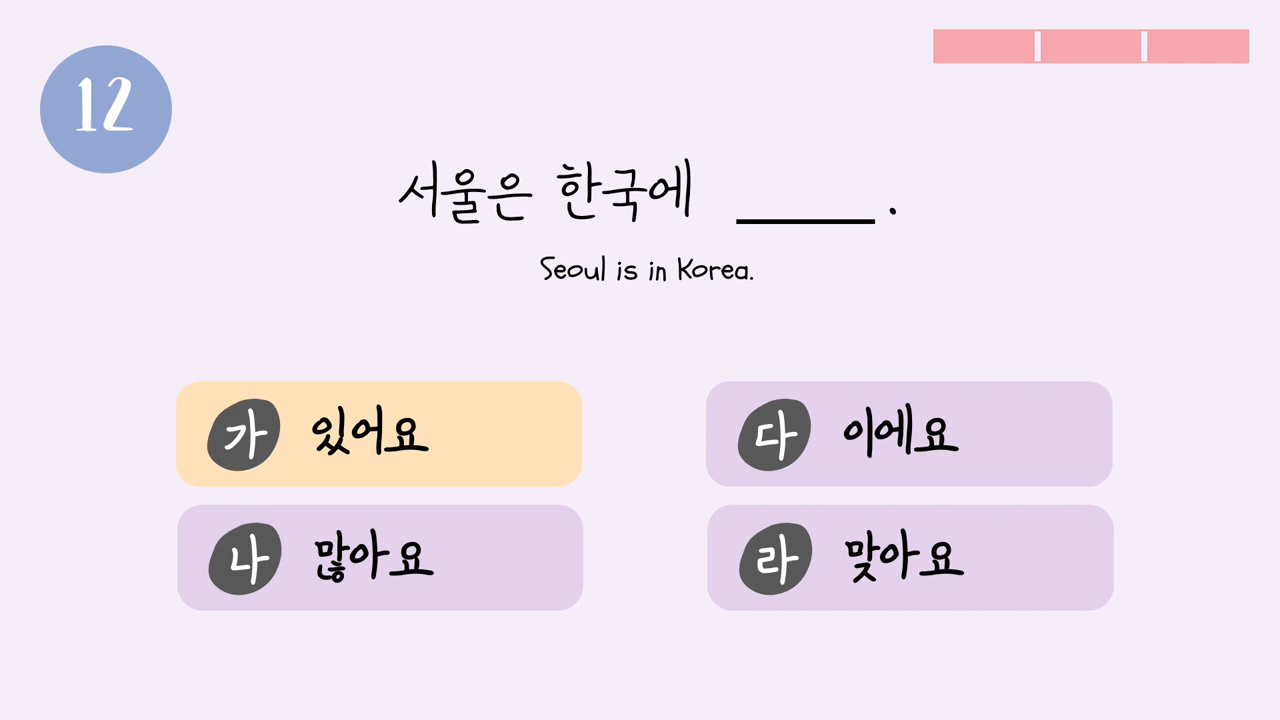 12
서울은 한국에 _____.
Seoul is in Korea.
가 있어요
나 많아요
다 이에요
라 맞아요